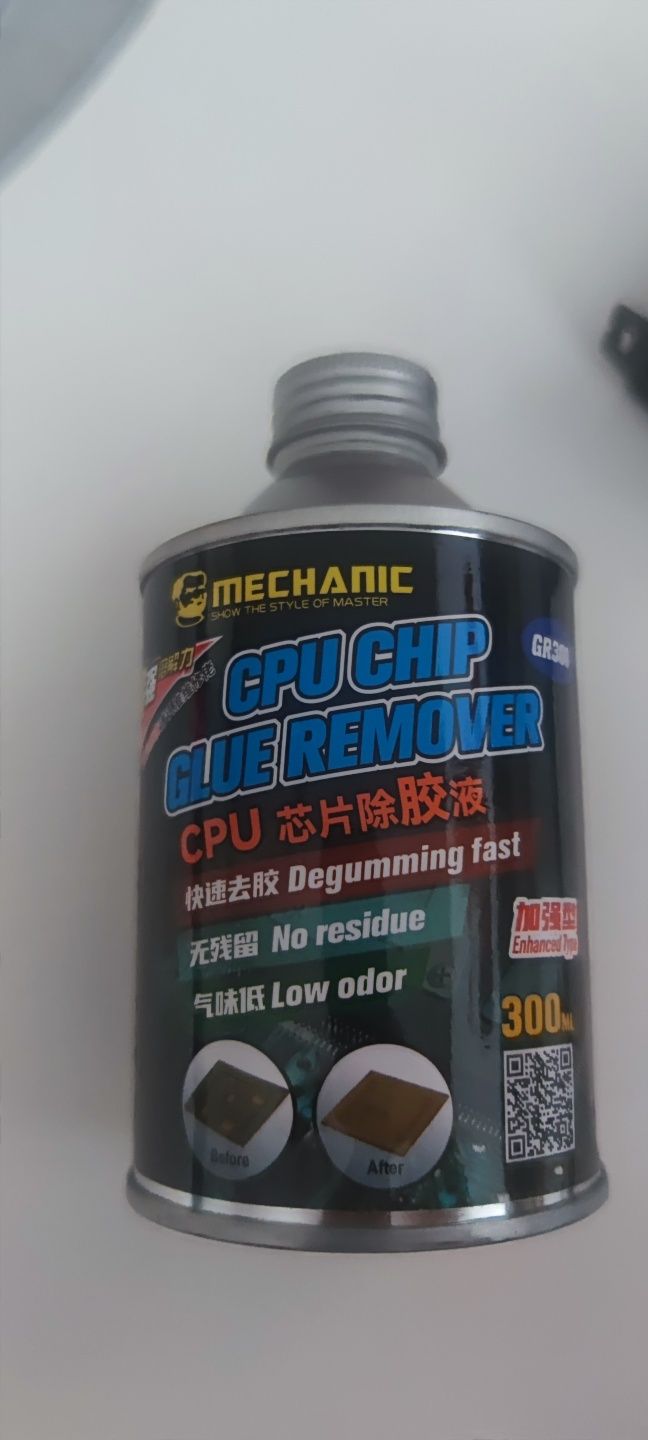 MECHANIC
SHOW THE STYLE OF MASTER
CPU CHIP
GLUE REMOVER
CPU 芯片除胶液
快速去胶 Degumming fast
无残留 No residue
气味低 Low odor
加强型
Enhanced Type
300ML
Before
After